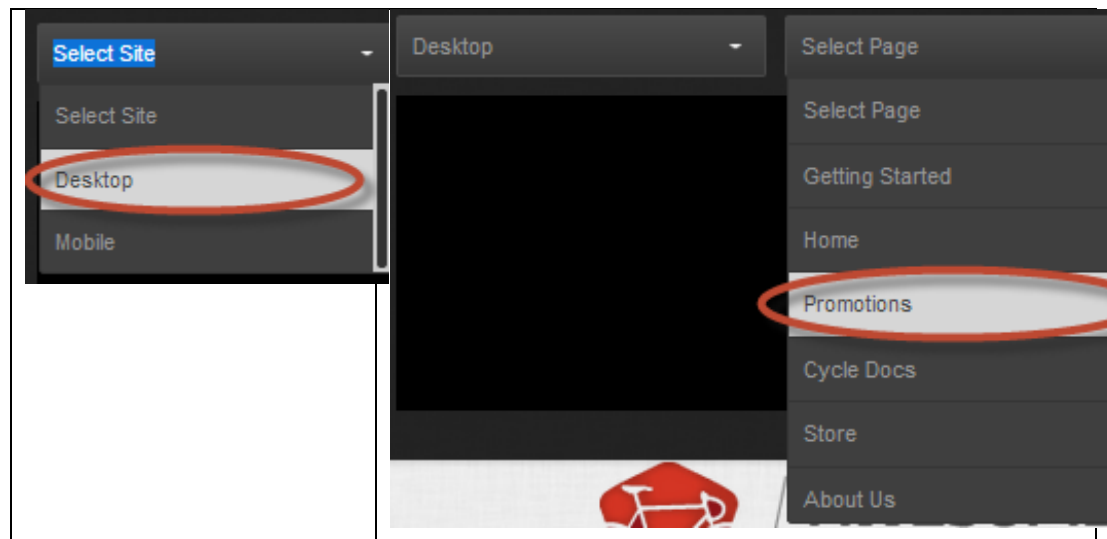 Select Site
Select Site
Desktop
Mobile
Desktop
Select Page
Select Page
Getting Started
Home
Promotions
Cycle Docs
Store
About Us